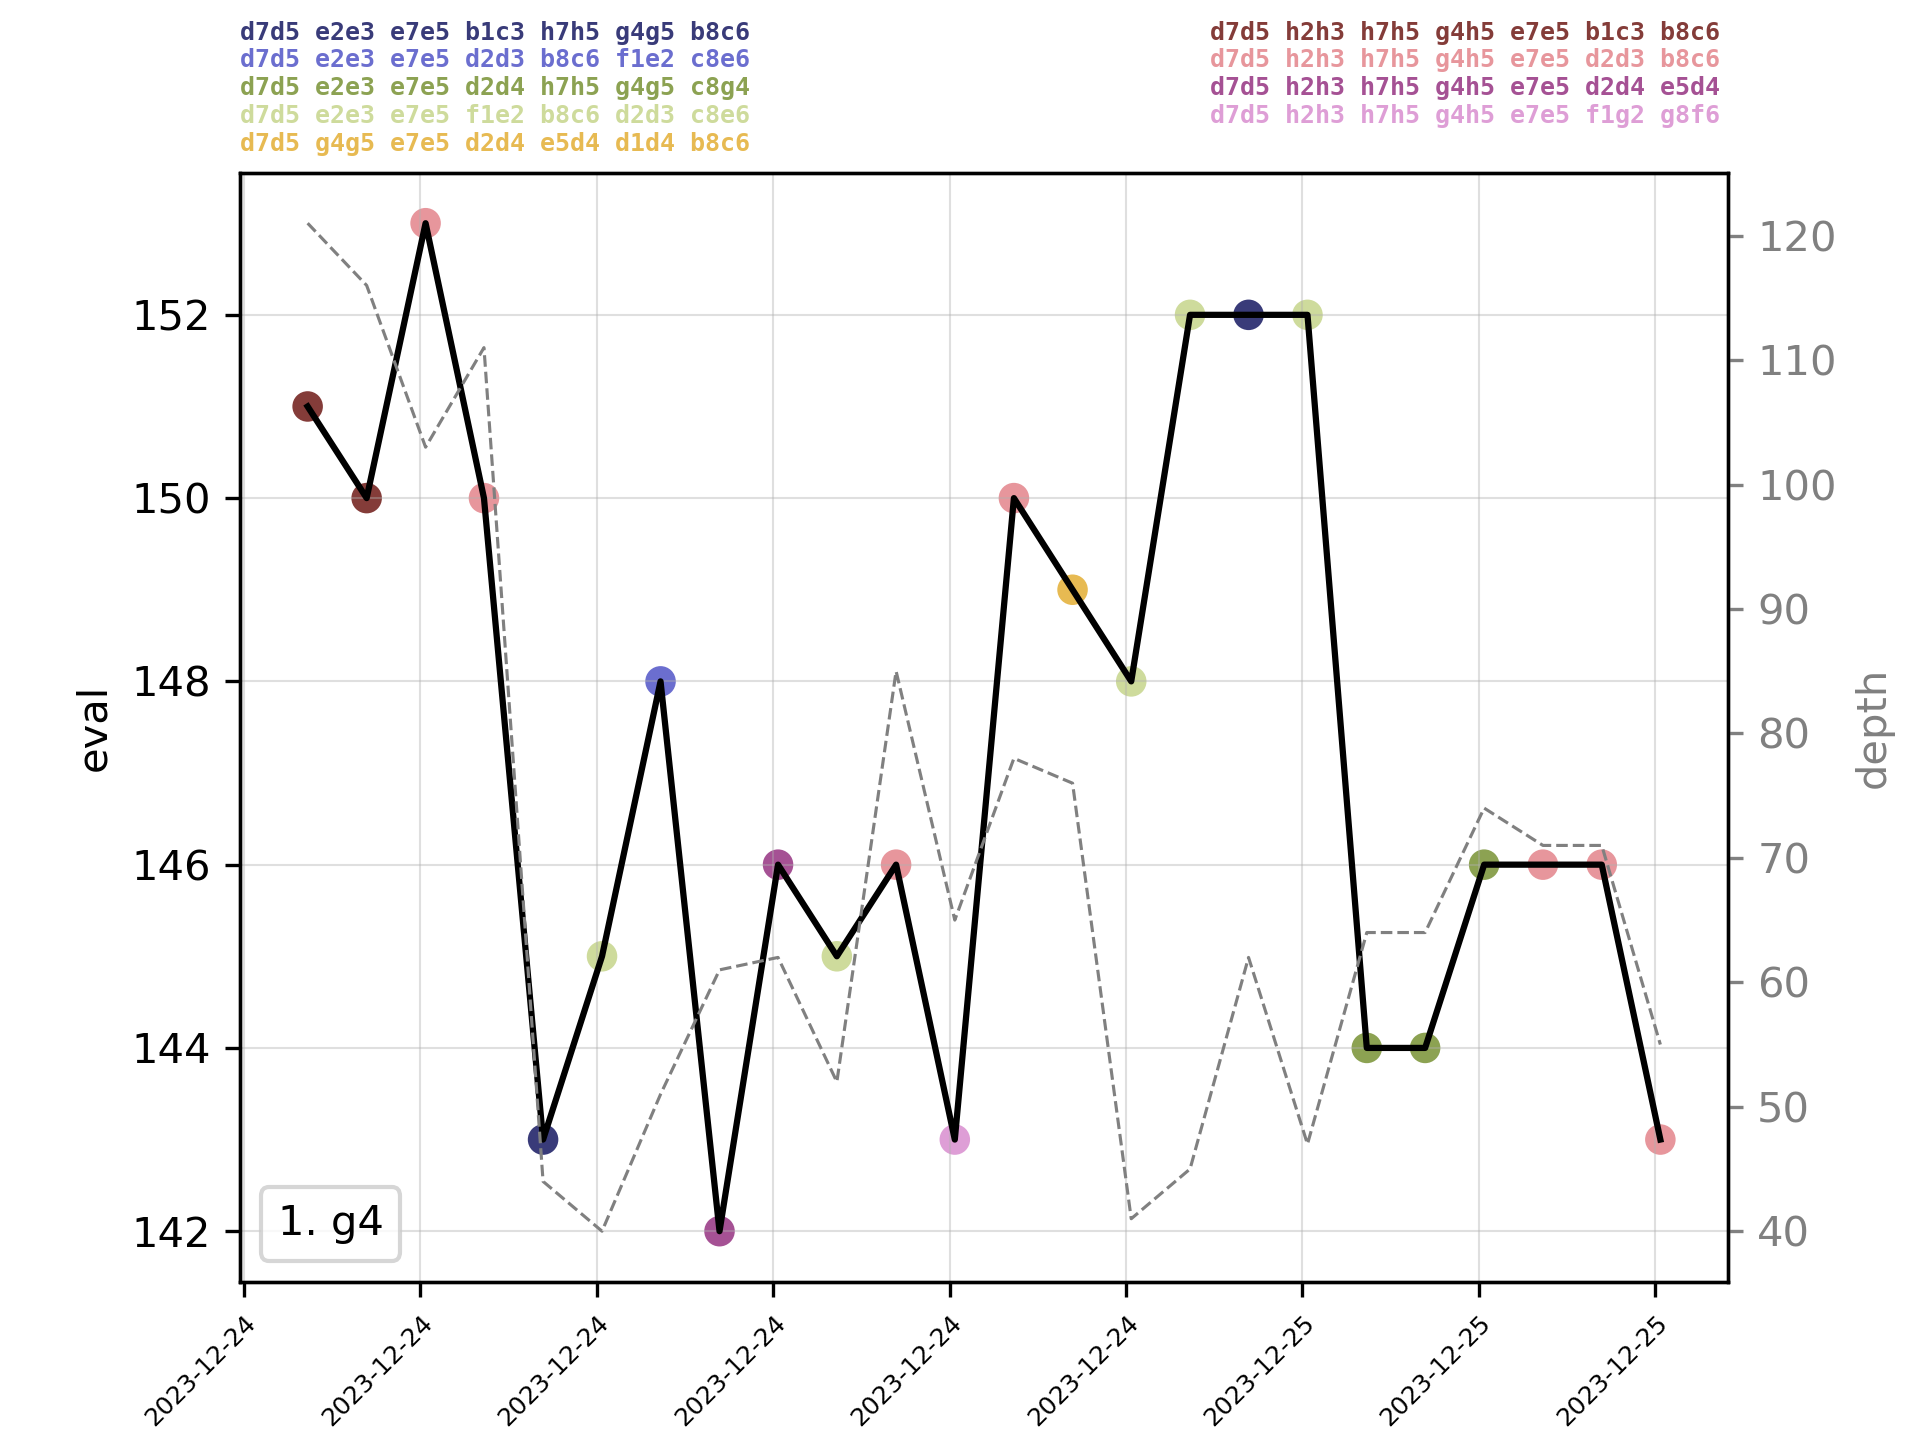 d7d5 e2e3 e7e5 b1c3 h7h5 g4g5 b8c6
d7d5 e2e3 e7e5 d2d3 b8c6 f1e2 c8e6
d7d5 e2e3 e7e5 d2d4 h7h5 g4g5 c8g4
d7d5 e2e3 e7e5 f1e2 b8c6 d2d3 c8e6
d7d5 g4g5 e7e5 d2d4 e5d4 d1d4 b8c6
d7d5 h2h3 h7h5 g4h5 e7e5 b1c3 b8c6
d7d5 h2h3 h7h5 g4h5 e7e5 d2d3 b8c6
d7d5 h2h3 h7h5 g4h5 e7e5 d2d4 e5d4
d7d5 h2h3 h7h5 g4h5 e7e5 f1g2 g8f6
152
150
148
146
144
142
eval
120
110
100
90
80
70
60
50
40
depth
1. g4
2023-12-24
2023-12-24
2023-12-24
2023-12-24
2023-12-24
2023-12-24
2023-12-25
2023-12-25
2023-12-25